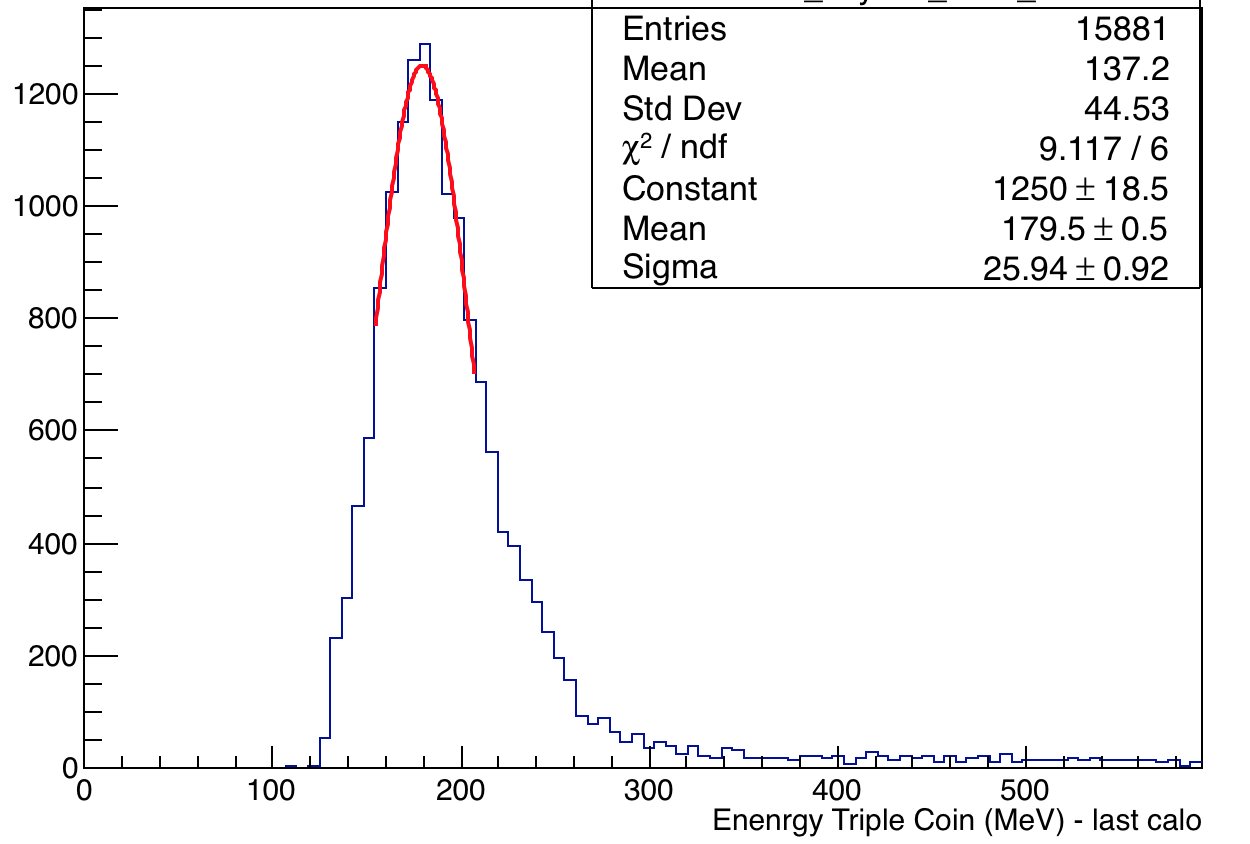 Entries 15881
Mean 137.2
Std Dev 44.53
χ² / ndf 9.117 / 6
Constant 1250 ± 18.5
Mean 179.5 ± 0.5
Sigma 25.94 ± 0.92
1200
1000
800
600
400
200
0
0 100 200 300 400 500
Enenrgy Triple Coin (MeV) - last calo